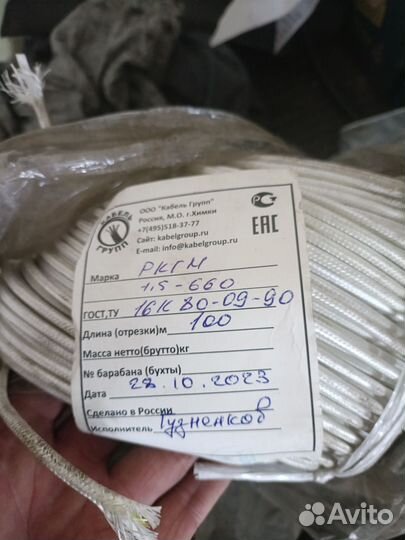 КАБЕЛЬ
ГРУПП
ООО "Кабель Групп"
Россия, М.О. г.Химки
+7(495)518-37-77
Сайт: kabelgroup.ru
E-mail: info@kabelgroup.ru
РС
ЕАС
Марка РКГМ
1,5-660
ГОСТ,ТУ 16К 80-09-90
Длина (отрезки)м 100
Масса нетто(брутто)кг
№ барабана (бухты)
Дата 28.10.2023
Сделано в России
Исполнитель Гузненков
Avito